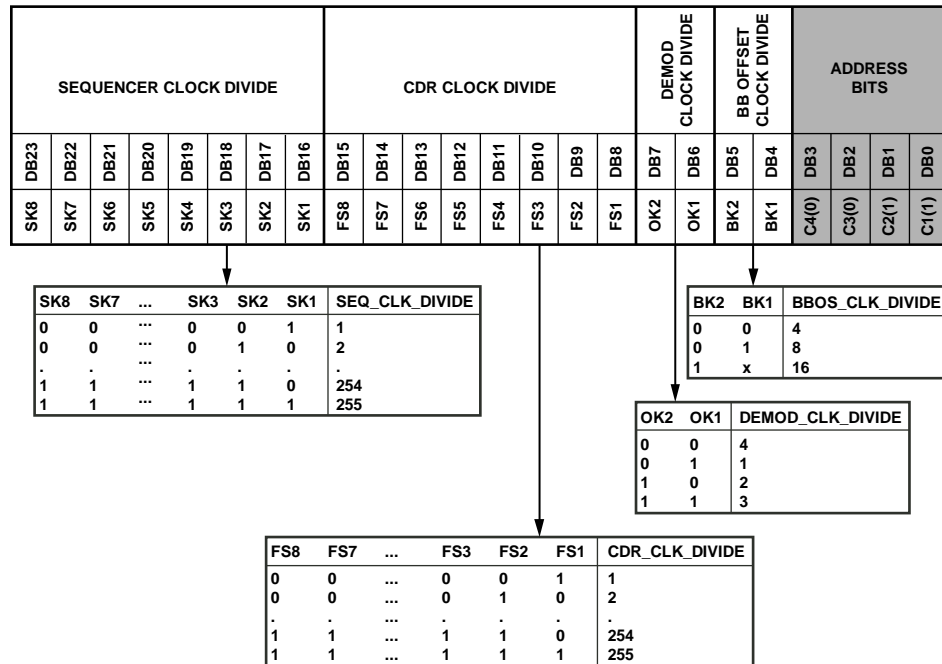 SEQUENCER CLOCK DIVIDE
CDR CLOCK DIVIDE
DEMOD
CLOCK DIVIDE
BB OFFSET
CLOCK DIVIDE
ADDRESS
BITS
DB23 DB22 DB21 DB20 DB19 DB18 DB17 DB16 DB15 DB14 DB13 DB12 DB11 DB10 DB9 DB8 DB7 DB6 DB5 DB4 DB3 DB2 DB1 DB0
SK8 SK7 SK6 SK5 SK4 SK3 SK2 SK1 FS8 FS7 FS6 FS5 FS4 FS3 FS2 FS1 OK2 OK1 BK2 BK1 C4(0) C3(0) C2(1) C1(1)
SK8 SK7 ... SK3 SK2 SK1 SEQ_CLK_DIVIDE
0 0 ... 0 0 1 1
0 0 ... 0 1 0 2
. . ... . . . .
1 1 ... 1 1 0 254
1 1 ... 1 1 1 255
BK2 BK1 BBOS_CLK_DIVIDE
0 0 4
0 1 8
1 x 16
OK2 OK1 DEMOD_CLK_DIVIDE
0 0 4
0 1 1
1 0 2
1 1 3
FS8 FS7 ... FS3 FS2 FS1 CDR_CLK_DIVIDE
0 0 ... 0 0 1 1
0 0 ... 0 1 0 2
. . ... . . . .
1 1 ... 1 1 0 254
1 1 ... 1 1 1 255